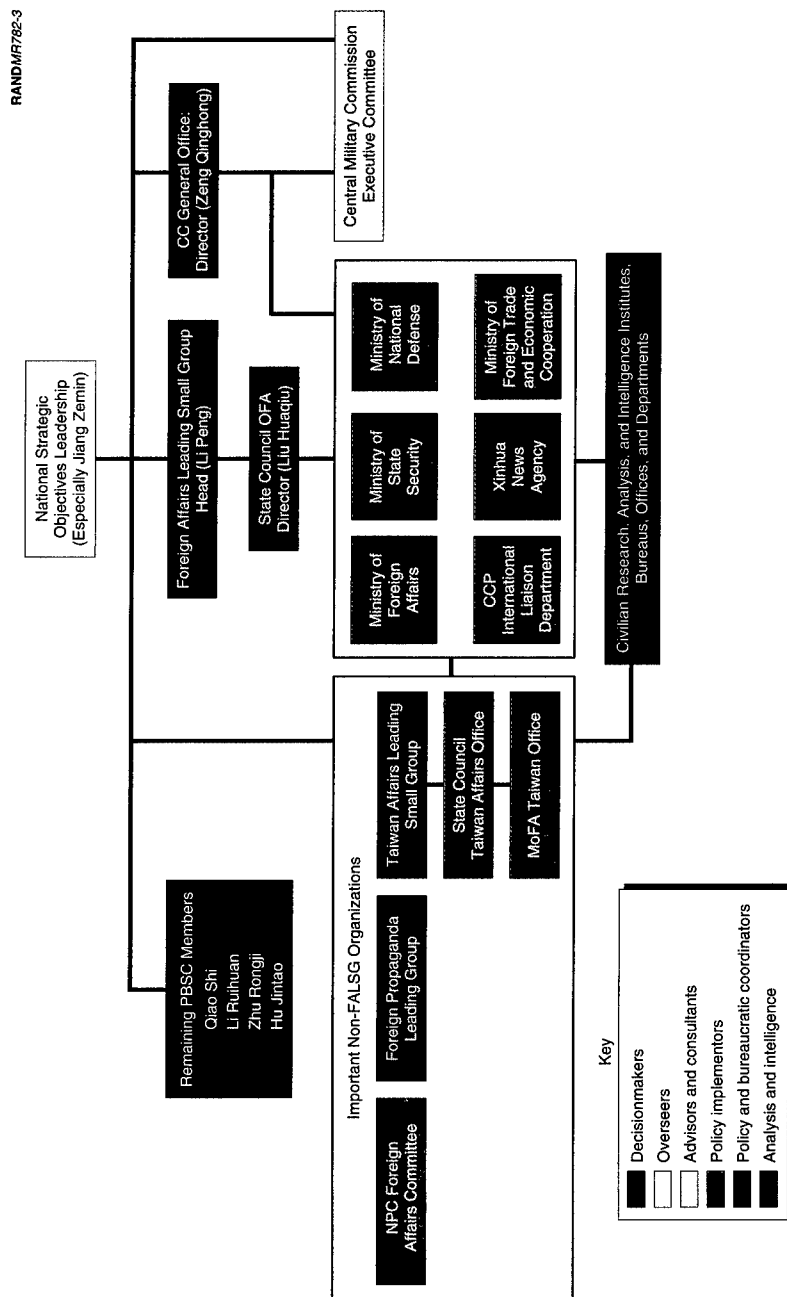 RANDMR782-3
National Strategic
Objectives Leadership
(Especially Jiang Zemin)
Remaining PBSC Members
Qiao Shi
Li Ruihuan
Zhu Rongji
Hu Jintao
Foreign Affairs Leading Small Group
Head (Li Peng)
CC General Office:
Director (Zeng Qinghong)
State Council OFA
Director (Liu Huaqiu)
Important Non-FALSG Organizations
NPC Foreign
Affairs Committee
Foreign Propaganda
Leading Group
Taiwan Affairs Leading
Small Group
State Council
Taiwan Affairs Office
MoFA Taiwan Office
Ministry of
Foreign
Affairs
Ministry of
State
Security
Ministry of
National
Defense
CCP
International
Liaison
Department
Xinhua
News
Agency
Ministry of
Foreign Trade
and Economic
Cooperation
Central Military Commission
Executive Committee
Civilian Research, Analysis, and Intelligence Institutes,
Bureaus, Offices, and Departments
Key
Decisionmakers
Overseers
Advisors and consultants
Policy implementors
Policy and bureaucratic coordinators
Analysis and intelligence